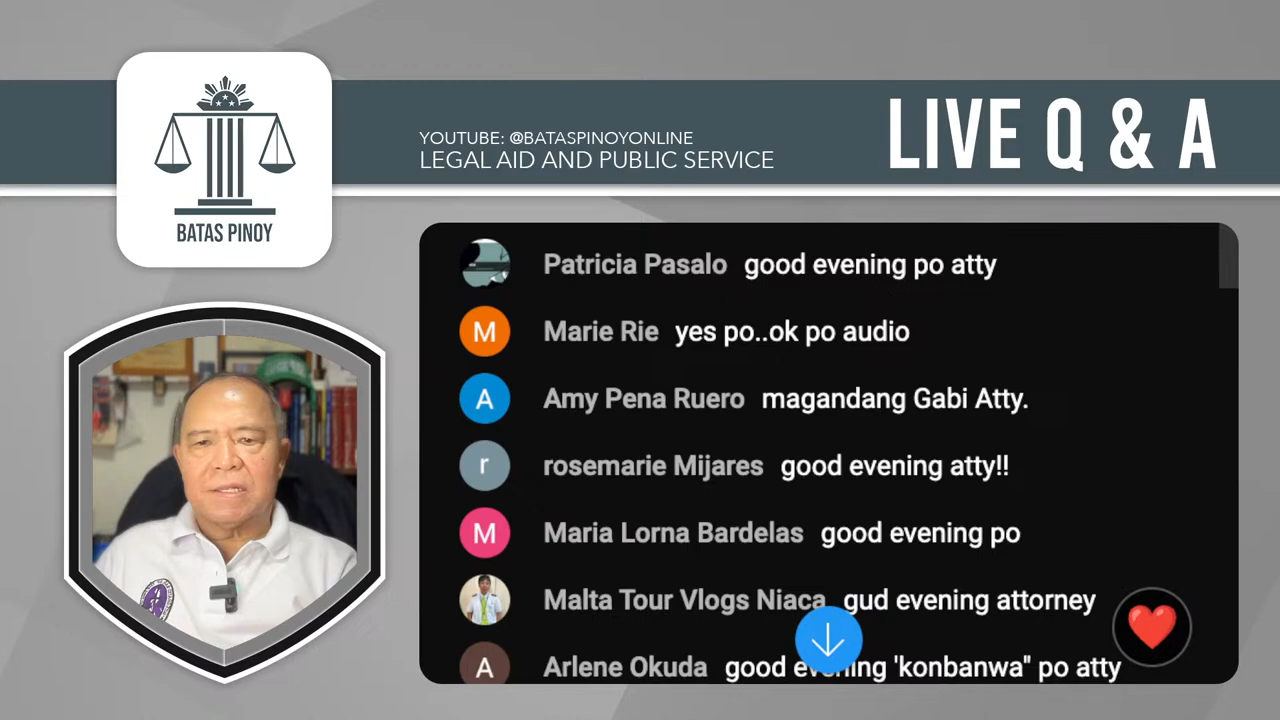 YOUTUBE: @BATASPINOYONLINE
LEGAL AID AND PUBLIC SERVICE
LIVE Q & A
BATAS PINOY
Patricia Pasalo good evening po atty
M Marie Rie yes po..ok po audio
A Amy Pena Ruero magandang Gabi Atty.
r rosemarie Mijares good evening atty!!
M Maria Lorna Bardelas good evening po
Malta Tour Vlogs Niaca gud evening attorney
A Arlene Okuda good evening 'konbanwa" po atty